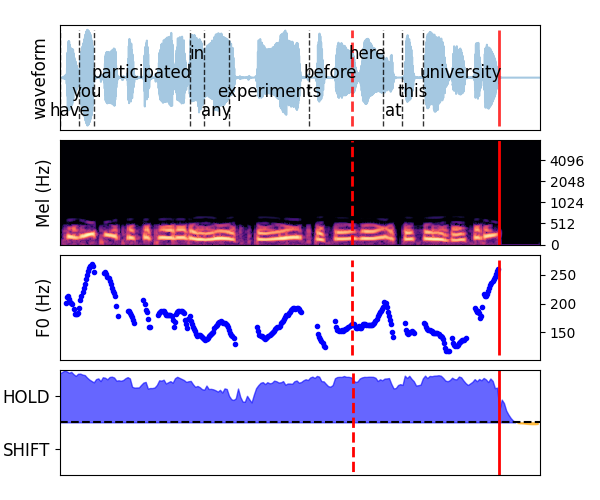 waveform
have you participated in any experiments before here at this university
Mel (Hz)
4096
2048
1024
512
0
F0 (Hz)
250
200
150
HOLD
SHIFT